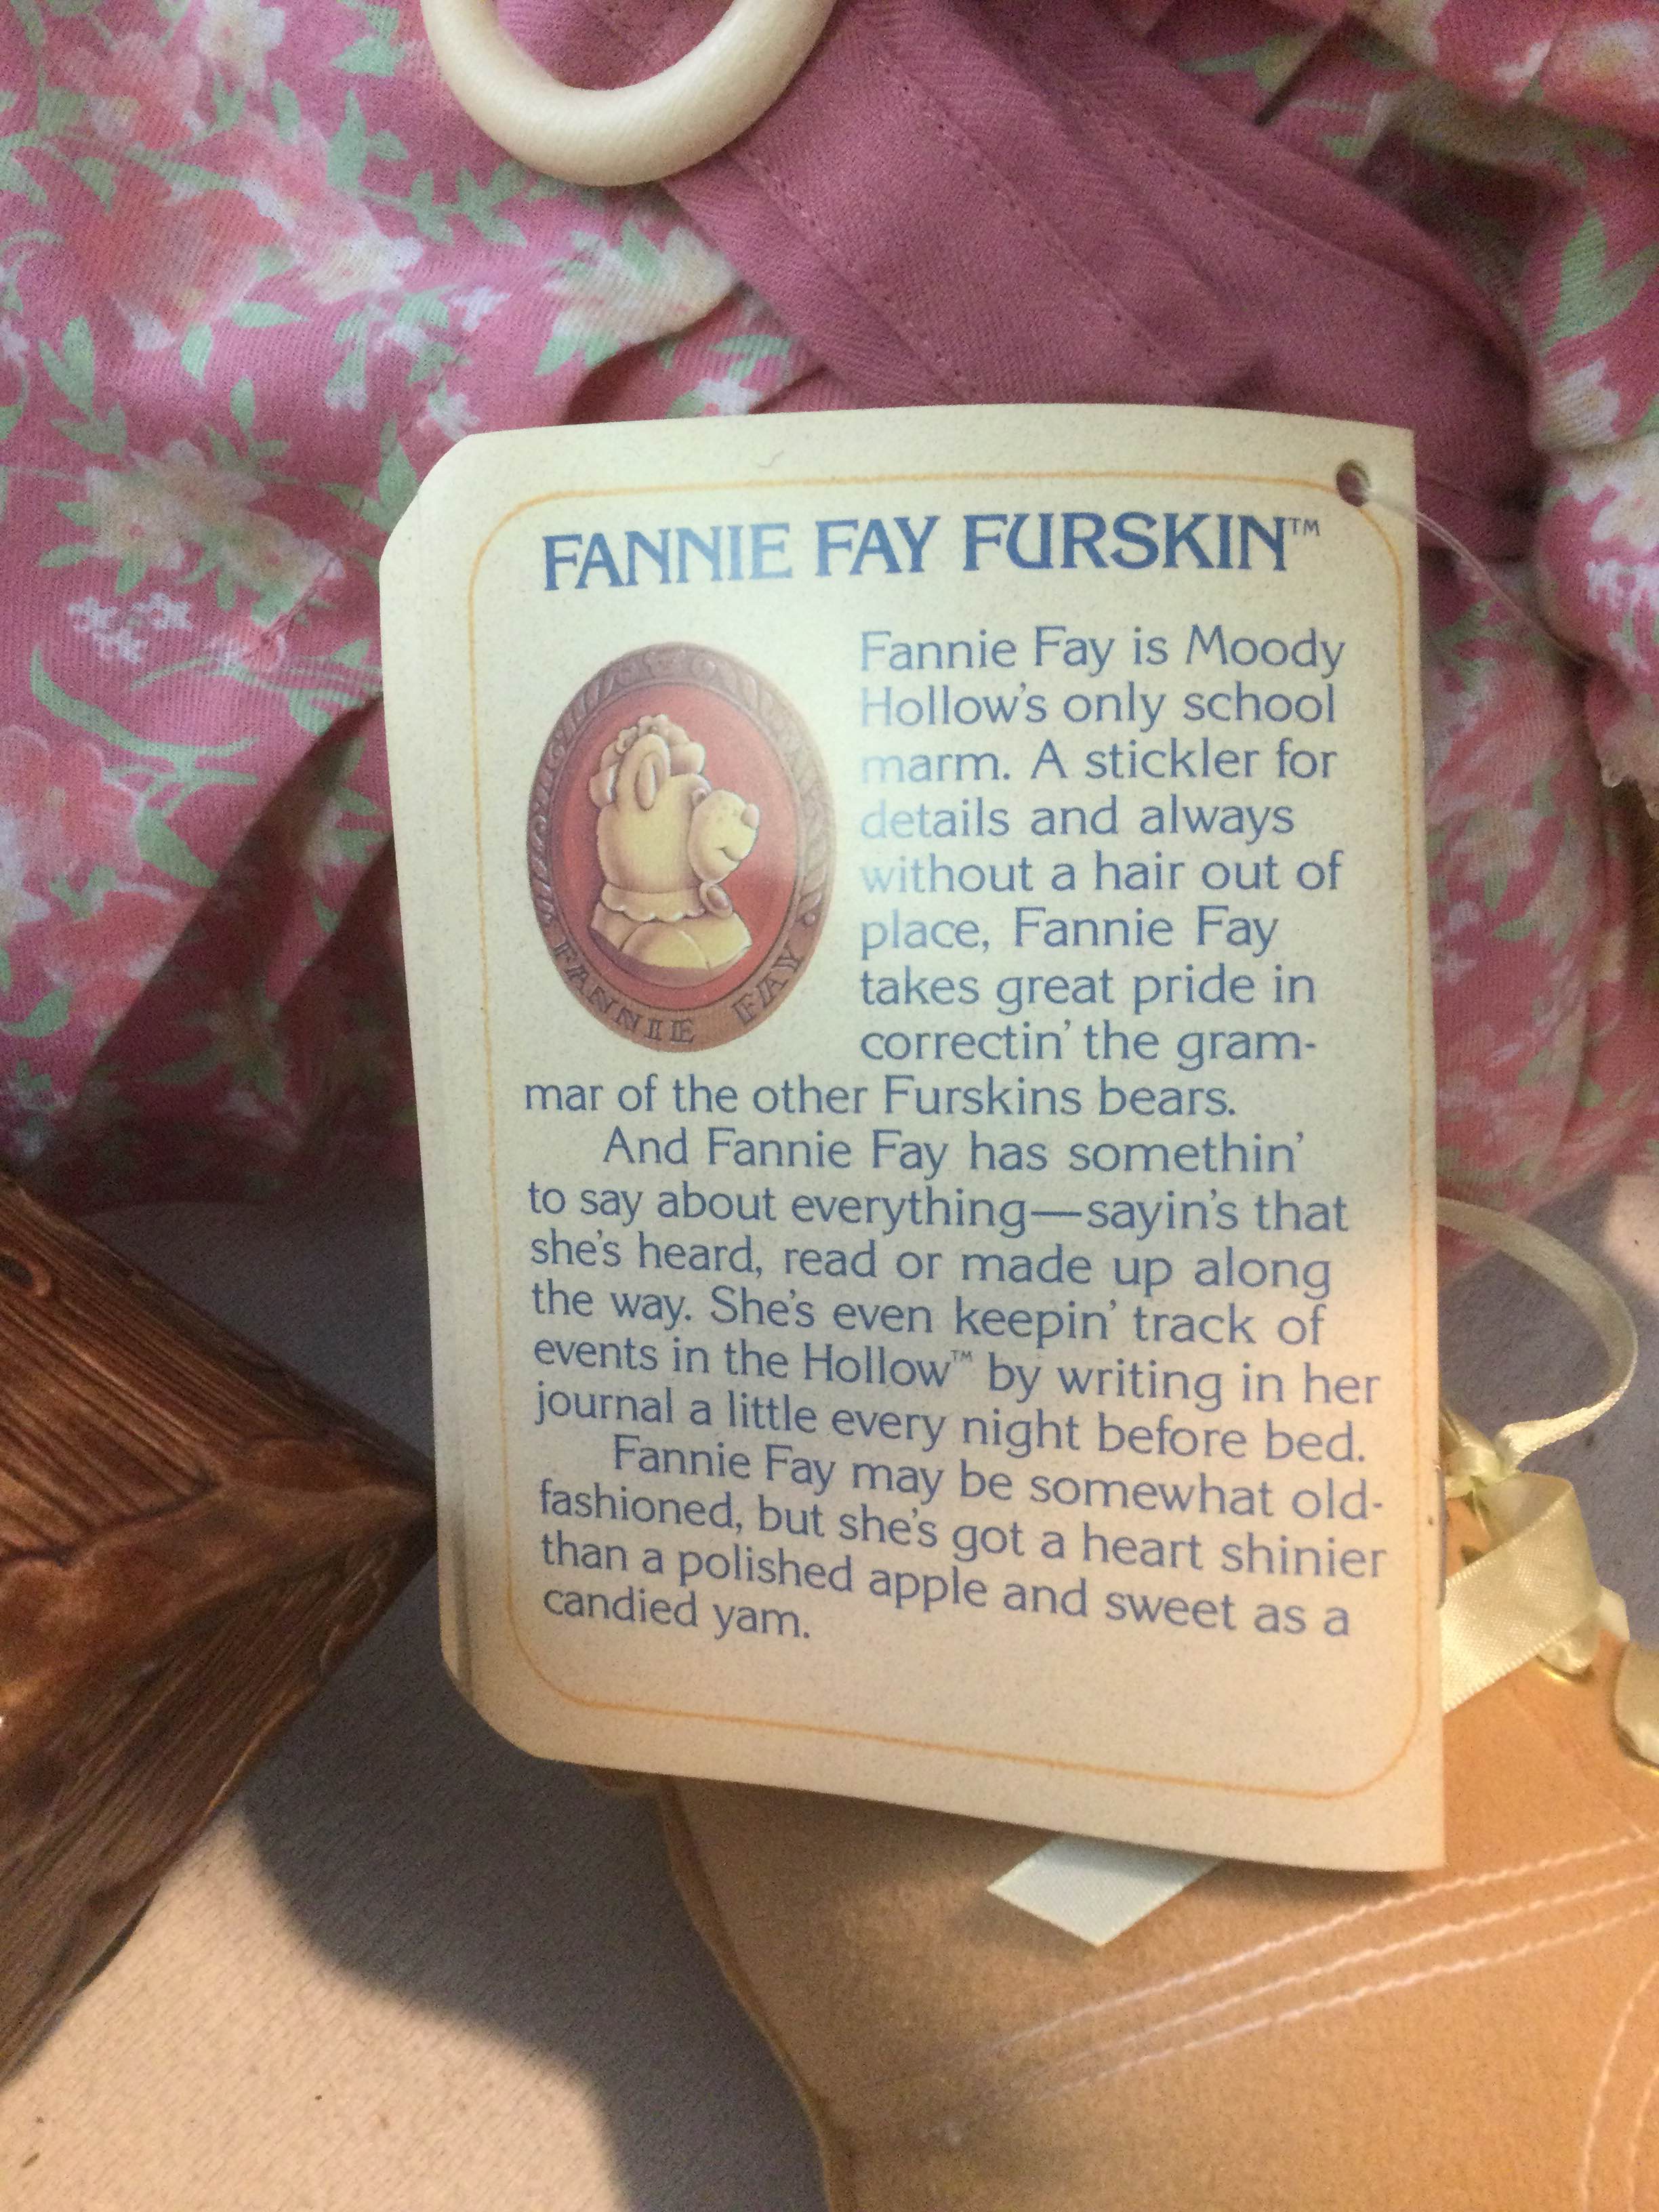 FANNIE FAY FURSKIN™
Fannie Fay is Moody
Hollow's only school
marm. A stickler for
details and always
without a hair out of
place, Fannie Fay
takes great pride in
correctin' the gram-
mar of the other Furskins bears.
And Fannie Fay has somethin'
to say about everything—sayin's that
she's heard, read or made up along
the way. She's even keepin' track of
events in the Hollow™ by writing in her
journal a little every night before bed.
Fannie Fay may be somewhat old-
fashioned, but she's got a heart shinier
than a polished apple and sweet as a
candied yam.
FANNIE FAY